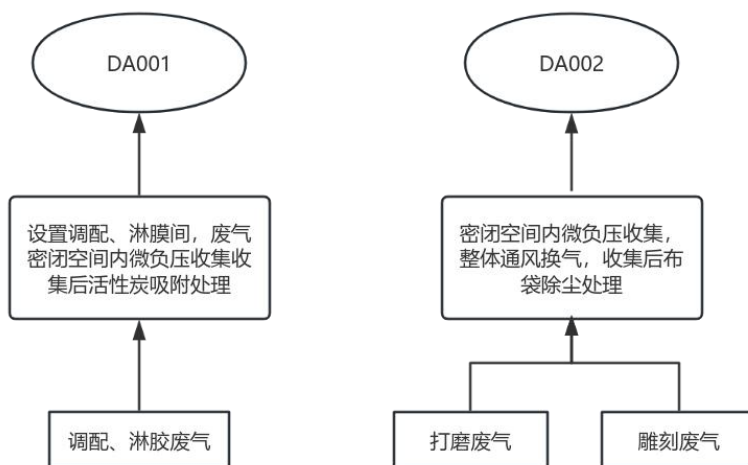 DA001
DA002
设置调配、淋膜间，废气
密闭空间内微负压收集收
集后活性炭吸附处理
密闭空间内微负压收集，
整体通风换气，收集后布
袋除尘处理
调配、淋胶废气
打磨废气
雕刻废气